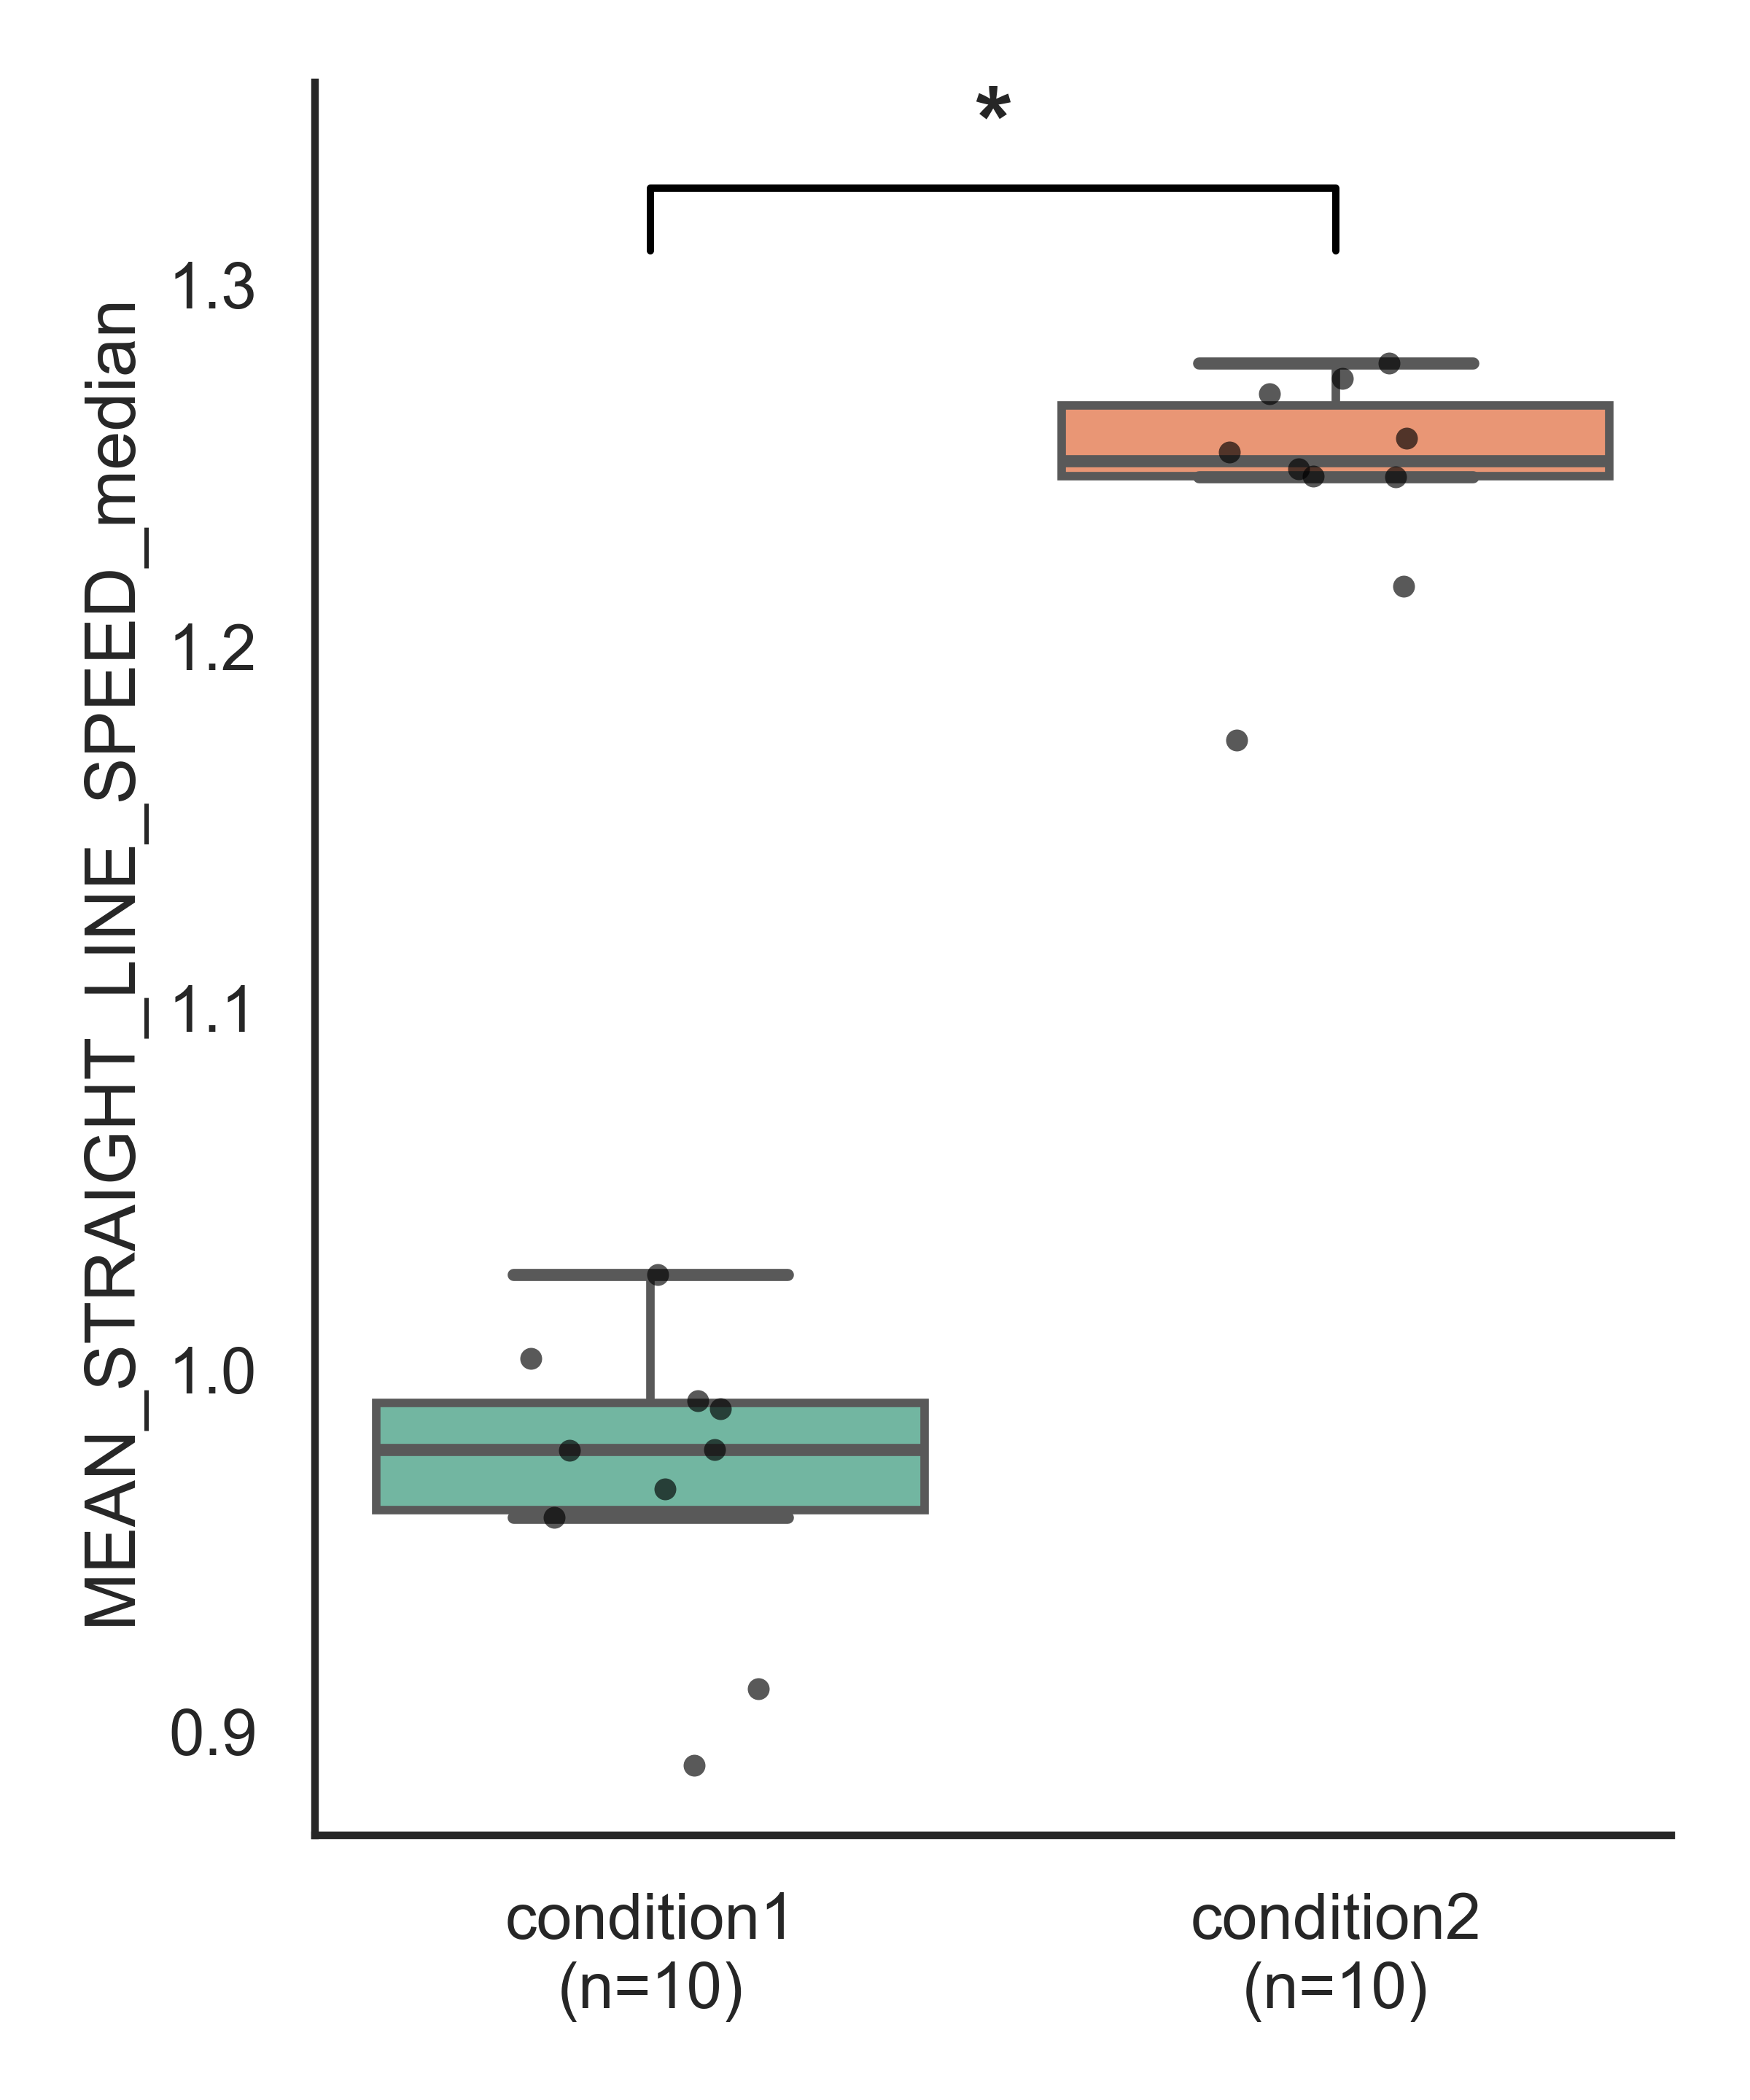 *
MEAN_STRAIGHT_LINE_SPEED_median
1.3
1.2
1.1
1.0
0.9
condition1
(n=10)
condition2
(n=10)